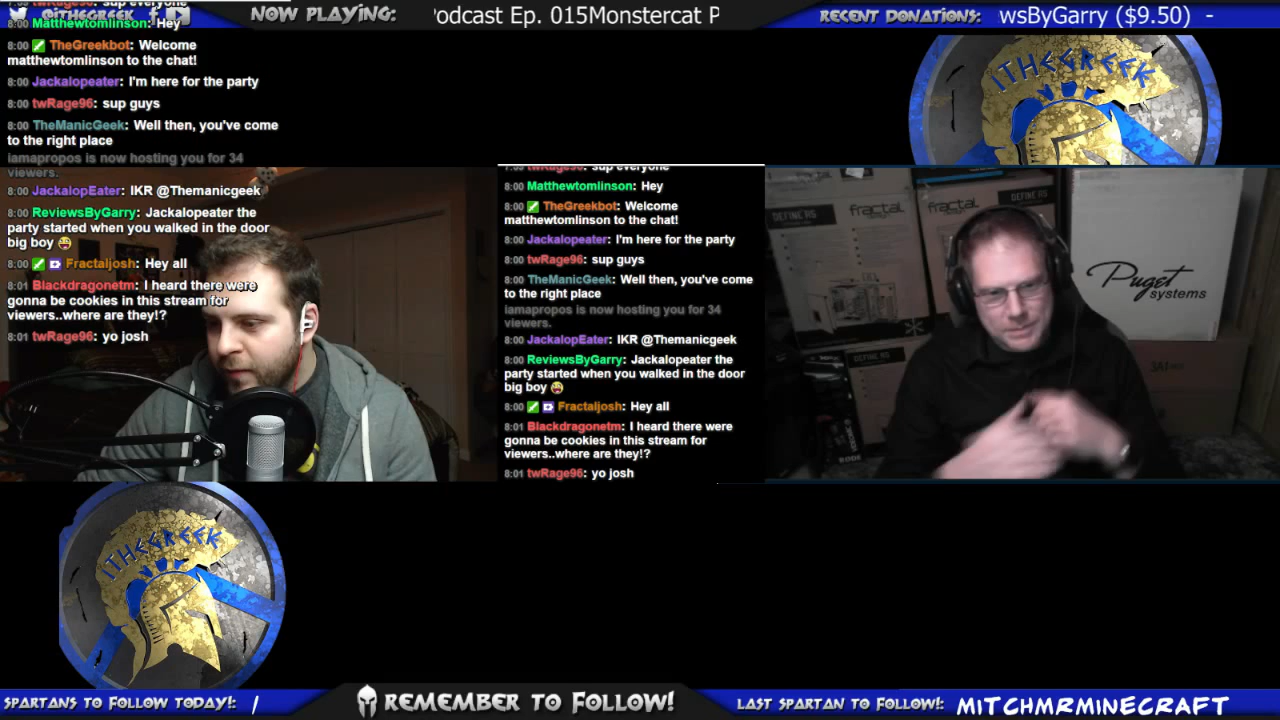 @iTHEGREEK
NOW PLAYING:
odcast Ep. 015Monstercat P
RECENT DONATIONS:
wsByGarry ($9.50) -
8:00 Matthewtomlinson: Hey
8:00 TheGreekbot: Welcome
matthewtomlinson to the chat!
8:00 Jackalopeater: I'm here for the party
8:00 twRage96: sup guys
8:00 TheManicGeek: Well then, you've come
to the right place
iamapropos is now hosting you for 34
viewers.
8:00 JackalopEater: IKR @Themanicgeek
8:00 ReviewsByGarry: Jackalopeater the
party started when you walked in the door
big boy
8:00 Fractaljosh: Hey all
8:01 Blackdragonetm: I heard there were
gonna be cookies in this stream for
viewers..where are they!?
8:01 twRage96: yo josh
sup everyone
8:00 Matthewtomlinson: Hey
8:00 TheGreekbot: Welcome
matthewtomlinson to the chat!
8:00 Jackalopeater: I'm here for the party
8:00 twRage96: sup guys
8:00 TheManicGeek: Well then, you've come
to the right place
iamapropos is now hosting you for 34
viewers.
8:00 JackalopEater: IKR @Themanicgeek
8:00 ReviewsByGarry: Jackalopeater the
party started when you walked in the door
big boy
8:00 Fractaljosh: Hey all
8:01 Blackdragonetm: I heard there were
gonna be cookies in this stream for
viewers..where are they!?
8:01 twRage96: yo josh
ITHEGREEK
DEFINE R5
fractal
fractal
DEFINE R5
Puget
systems
ITHEGREEK
SPARTANS TO FOLLOW TODAY!: /
REMEMBER TO FOLLOW!
LAST SPARTAN TO FOLLOW!: MITCHMRMINECRAFT